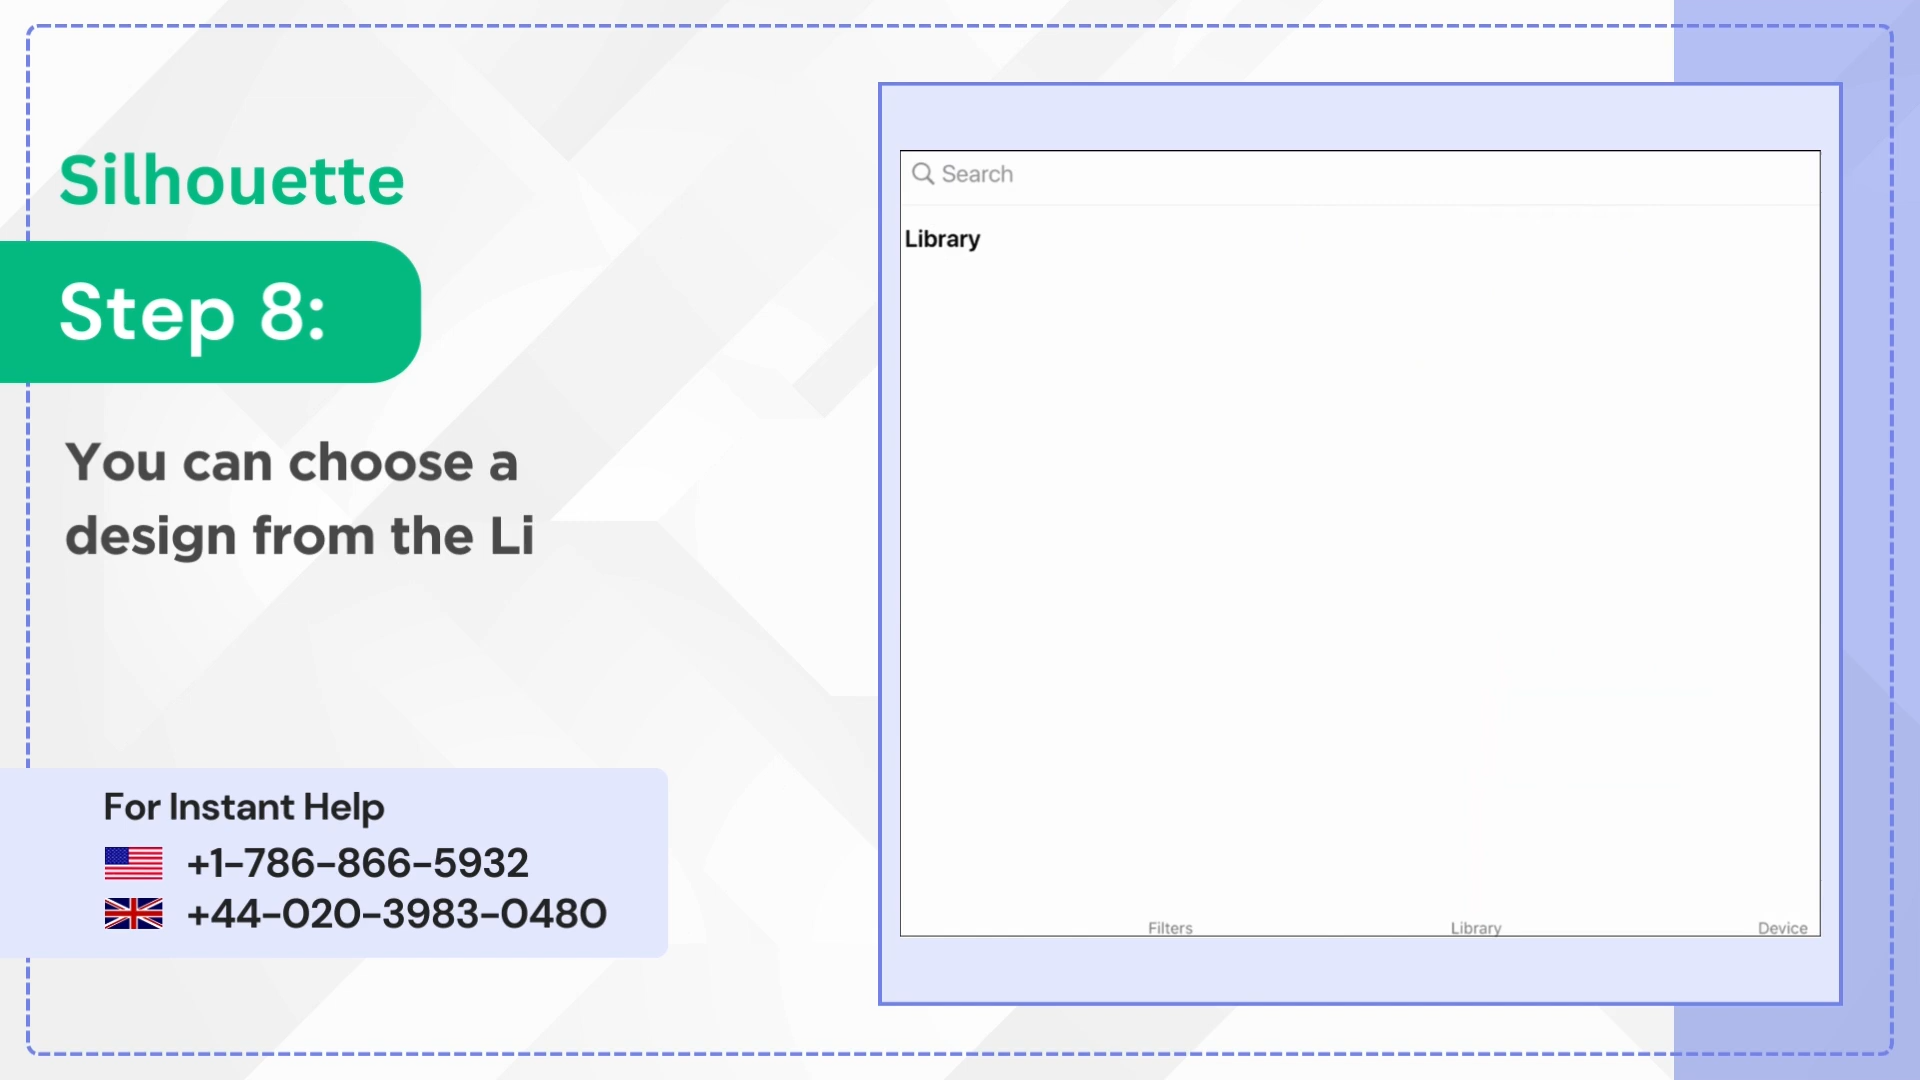 Silhouette
Step 8:
You can choose a
design from the Li
For Instant Help
+1-786-866-5932
+44-020-3983-0480
Search
Library
Filters
Library
Device